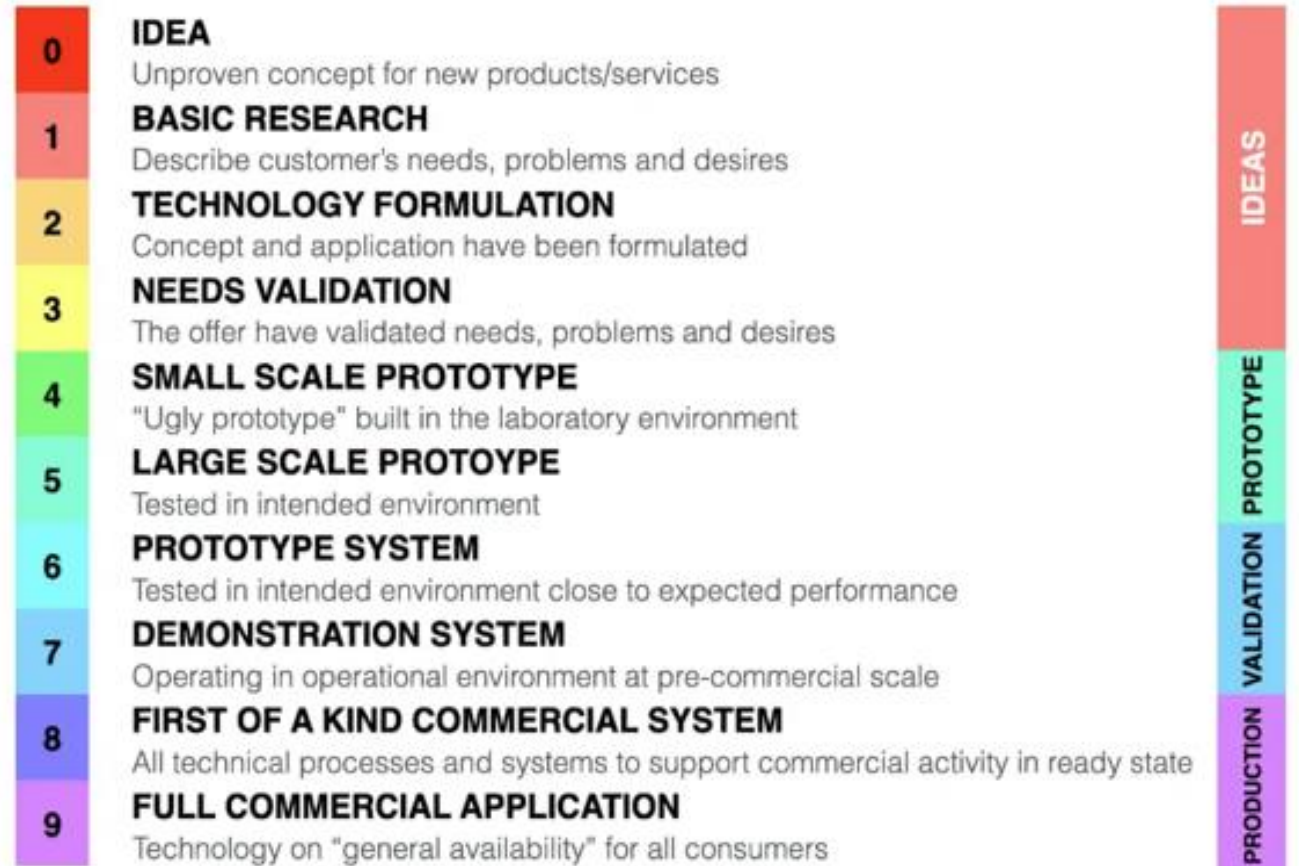 0
IDEA
Unproven concept for new products/services
1
BASIC RESEARCH
Describe customer's needs, problems and desires
2
TECHNOLOGY FORMULATION
Concept and application have been formulated
3
NEEDS VALIDATION
The offer have validated needs, problems and desires
4
SMALL SCALE PROTOTYPE
"Ugly prototype" built in the laboratory environment
5
LARGE SCALE PROTOYPE
Tested in intended environment
6
PROTOTYPE SYSTEM
Tested in intended environment close to expected performance
7
DEMONSTRATION SYSTEM
Operating in operational environment at pre-commercial scale
8
FIRST OF A KIND COMMERCIAL SYSTEM
All technical processes and systems to support commercial activity in ready state
9
FULL COMMERCIAL APPLICATION
Technology on "general availability" for all consumers
IDEAS
PROTOTYPE
VALIDATION
PRODUCTION